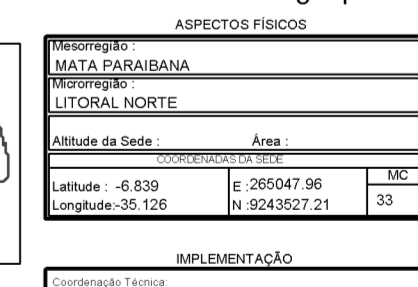 ASPECTOS FÍSICOS
Mesorregião :
MATA PARAIBANA
Microrregião :
LITORAL NORTE
Altitude da Sede : Área :
COORDENADAS DA SEDE
Latitude : -6.839 E :265047.96 MC
Longitude:-35.126 N :9243527.21 33
IMPLEMENTAÇÃO
Coordenação Técnica: